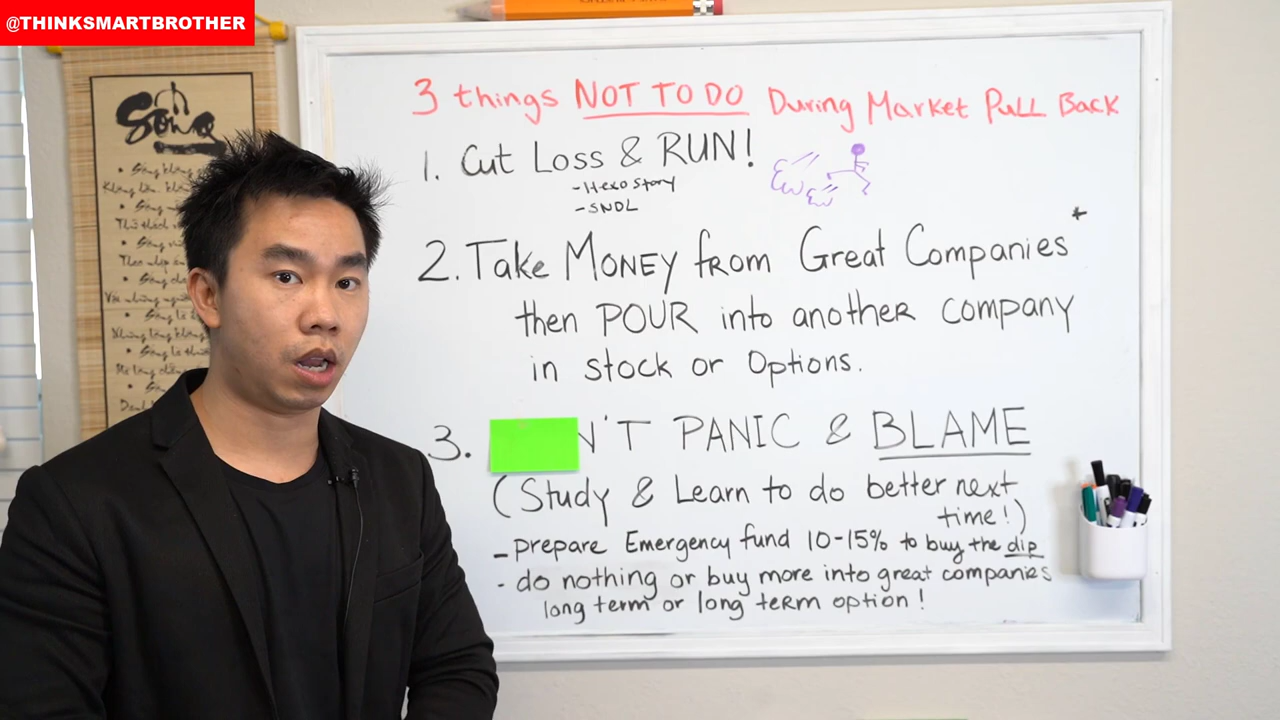 @THINKSMARTBROTHER
3 things NOT TO DO During Market Pull Back
1. Cut Loss & RUN!
- Hexo Story
- SNDL
2. Take MONEY from Great Companies
then POUR into another company
in stock or Options.
3. N'T PANIC & BLAME
(Study & Learn to do better next
time!)
- prepare Emergency fund 10-15% to buy the dip
- do nothing or buy more into great companies
long term or long term option!
Sống